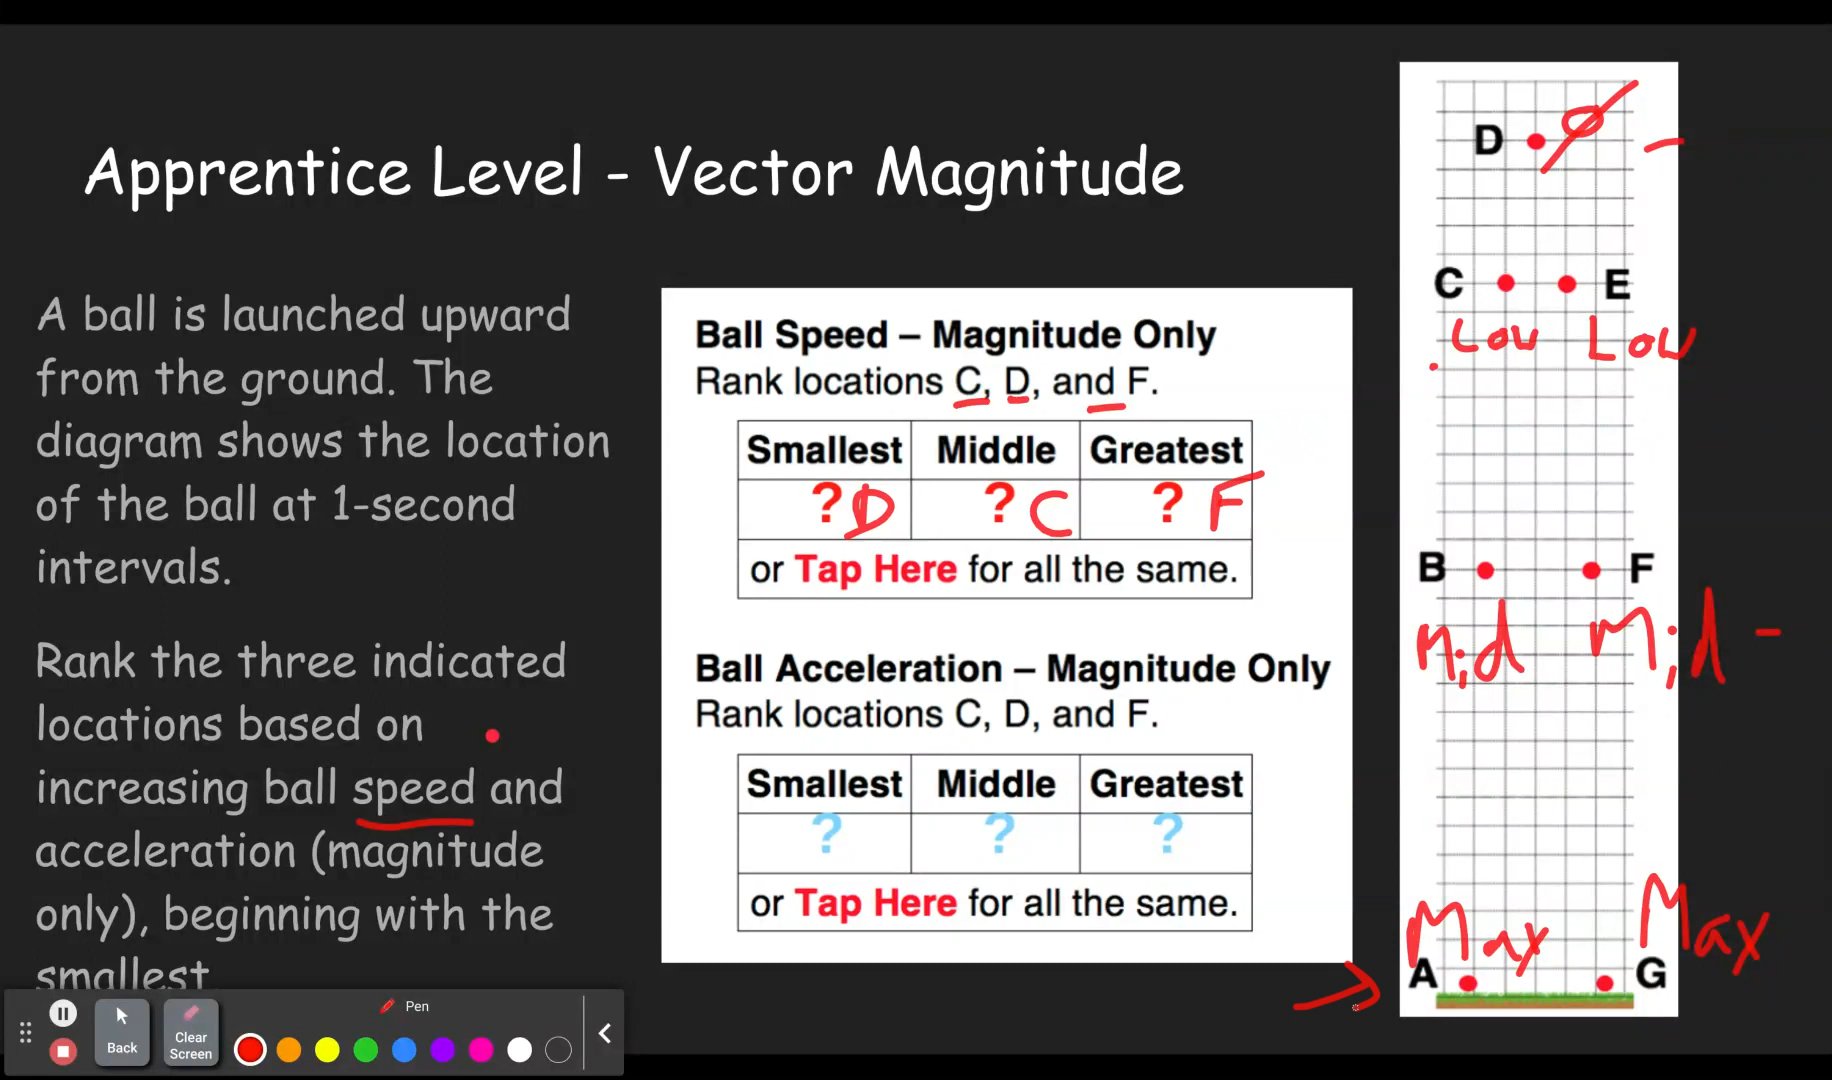 Apprentice Level - Vector Magnitude
A ball is launched upward
from the ground. The
diagram shows the location
of the ball at 1-second
intervals.
Rank the three indicated
locations based on
increasing ball speed and
acceleration (magnitude
only), beginning with the
smallest
Ball Speed – Magnitude Only
Rank locations C, D, and F.
Smallest Middle Greatest
? D ? C ? F
or Tap Here for all the same.
Ball Acceleration – Magnitude Only
Rank locations C, D, and F.
Smallest Middle Greatest
? ? ?
or Tap Here for all the same.
D
C E
Low Low
B F
Mid Mid
Max Max
A G
Pen
Back
Clear
Screen